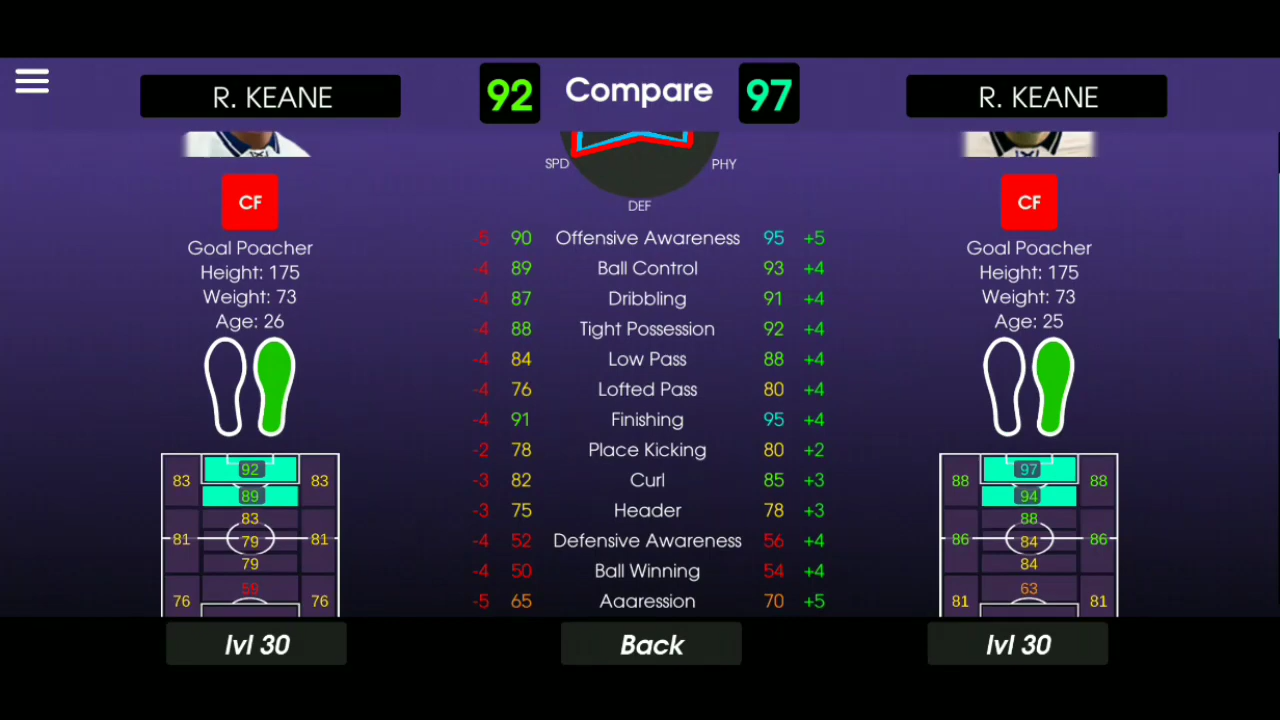 R. KEANE 92 Compare 97 R. KEANE
SPD PHY
DEF
CF CF
Goal Poacher Goal Poacher
Height: 175 Height: 175
Weight: 73 Weight: 73
Age: 26 Age: 25
-5 90 Offensive Awareness 95 +5
-4 89 Ball Control 93 +4
-4 87 Dribbling 91 +4
-4 88 Tight Possession 92 +4
-4 84 Low Pass 88 +4
-4 76 Lofted Pass 80 +4
-4 91 Finishing 95 +4
-2 78 Place Kicking 80 +2
-3 82 Curl 85 +3
-3 75 Header 78 +3
-4 52 Defensive Awareness 56 +4
-4 50 Ball Winning 54 +4
-5 65 Aggression 70 +5
92 97
83 83 88 88
89 94
83 88
81 79 81 86 84 86
79 84
59 63
76 76 81 81
lvl 30 Back lvl 30